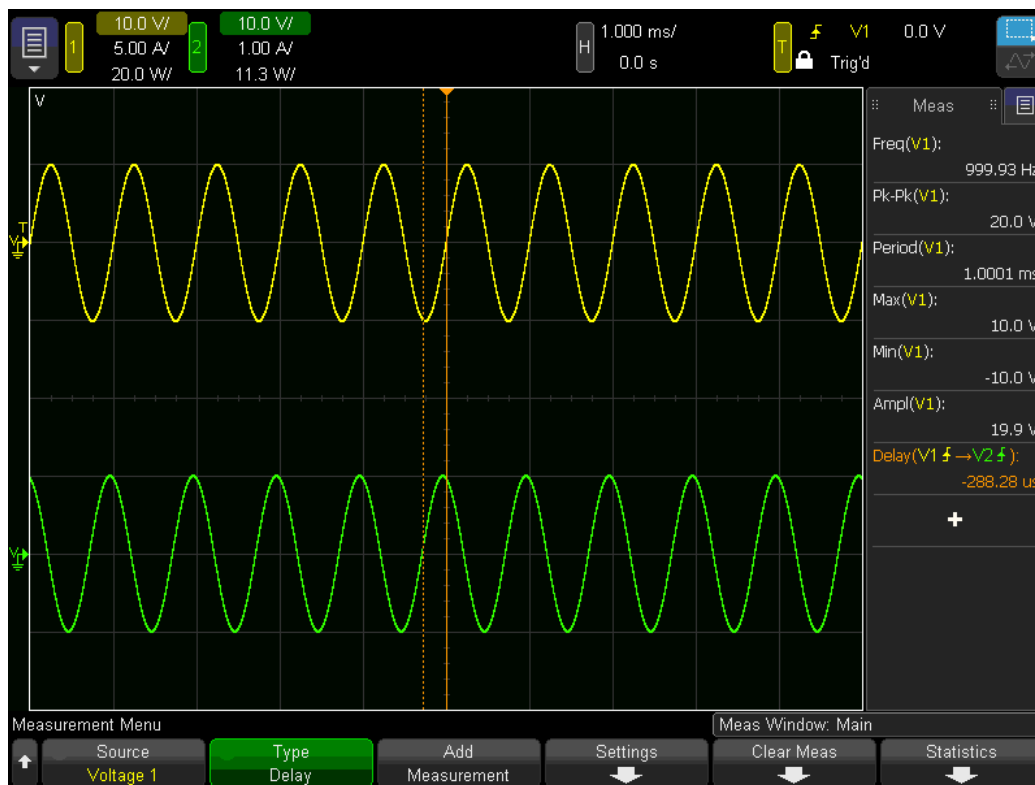 1
10.0 V/
5.00 A/
20.0 W/
2
10.0 V/
1.00 A/
11.3 W/
H
1.000 ms/
0.0 s
T
V1
0.0 V
Trig'd
V
Meas
Freq(V1):
999.93 Hz
Pk-Pk(V1):
20.0 V
Period(V1):
1.0001 ms
Max(V1):
10.0 V
Min(V1):
-10.0 V
Ampl(V1):
19.9 V
Delay(V1→V2):
-288.28 us
+
T
V
V
Measurement Menu
Meas Window: Main
Source
Voltage 1
Type
Delay
Add
Measurement
Settings
Clear Meas
Statistics